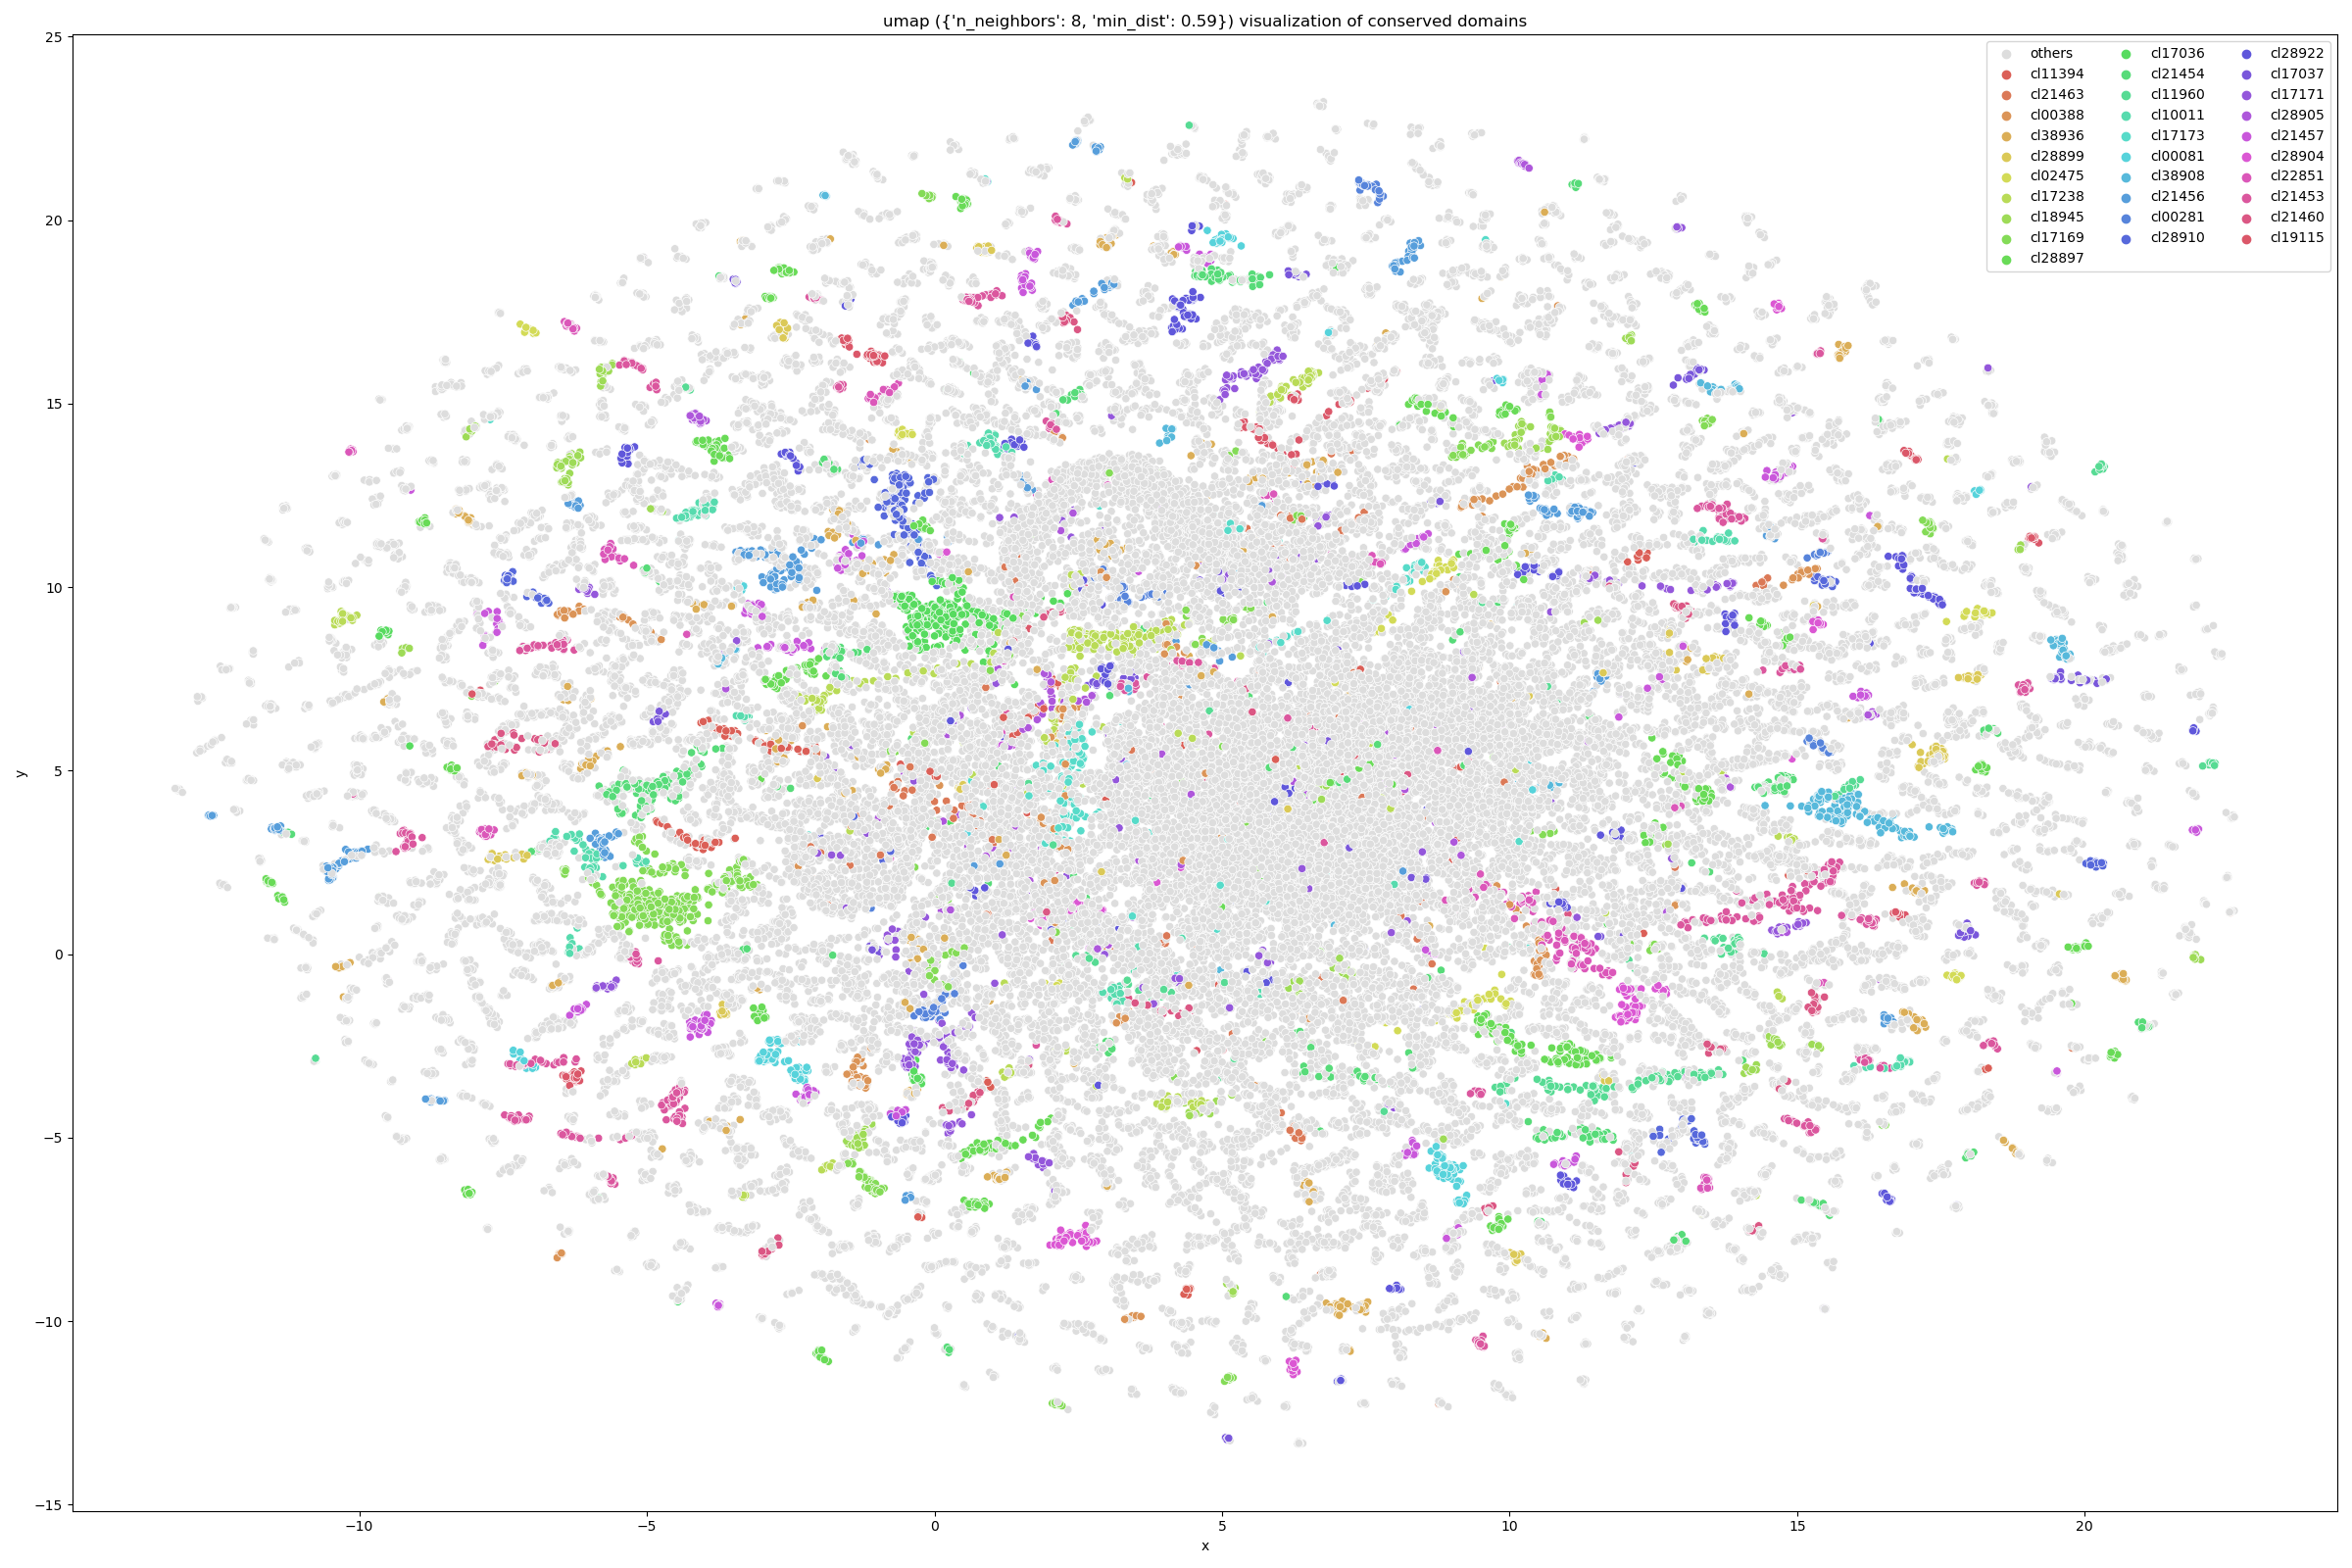 umap ({'n_neighbors': 8, 'min_dist': 0.59}) visualization of conserved domains
25
20
15
10
5
0
−5
−10
−15
y
−10
−5
0
5
10
15
20
x
others
cl11394
cl21463
cl00388
cl38936
cl28899
cl02475
cl17238
cl18945
cl17169
cl28897
cl17036
cl21454
cl11960
cl10011
cl17173
cl00081
cl38908
cl21456
cl00281
cl28910
cl28922
cl17037
cl17171
cl28905
cl21457
cl28904
cl22851
cl21453
cl21460
cl19115